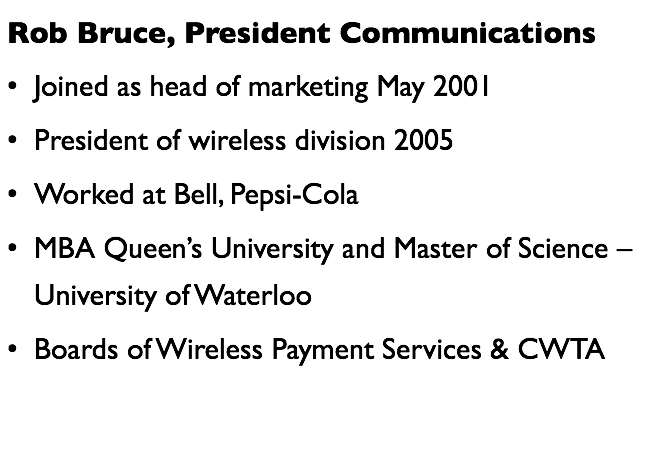 Rob Bruce, President Communications
• Joined as head of marketing May 2001
• President of wireless division 2005
• Worked at Bell, Pepsi-Cola
• MBA Queen’s University and Master of Science –
University of Waterloo
• Boards of Wireless Payment Services & CWTA